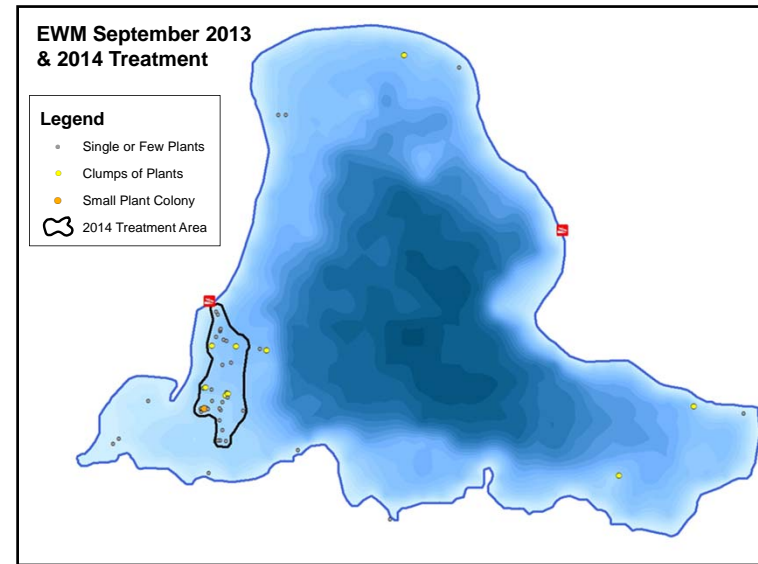 EWM September 2013
& 2014 Treatment
Legend
Single or Few Plants
Clumps of Plants
Small Plant Colony
2014 Treatment Area